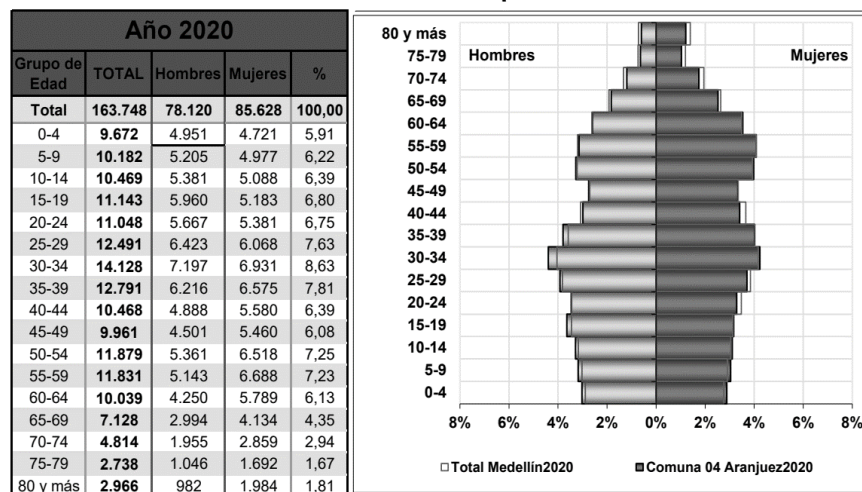 Año 2020
Grupo de Edad TOTAL Hombres Mujeres %
Total 163.748 78.120 85.628 100,00
0-4 9.672 4.951 4.721 5,91
5-9 10.182 5.205 4.977 6,22
10-14 10.469 5.381 5.088 6,39
15-19 11.143 5.960 5.183 6,80
20-24 11.048 5.667 5.381 6,75
25-29 12.491 6.423 6.068 7,63
30-34 14.128 7.197 6.931 8,63
35-39 12.791 6.216 6.575 7,81
40-44 10.468 4.888 5.580 6,39
45-49 9.961 4.501 5.460 6,08
50-54 11.879 5.361 6.518 7,25
55-59 11.831 5.143 6.688 7,23
60-64 10.039 4.250 5.789 6,13
65-69 7.128 2.994 4.134 4,35
70-74 4.814 1.955 2.859 2,94
75-79 2.738 1.046 1.692 1,67
80 y más 2.966 982 1.984 1,81
80 y más
75-79 Hombres Mujeres
70-74
65-69
60-64
55-59
50-54
45-49
40-44
35-39
30-34
25-29
20-24
15-19
10-14
5-9
0-4
8% 6% 4% 2% 0% 2% 4% 6% 8%
Total Medellín2020 Comuna 04 Aranjuez2020